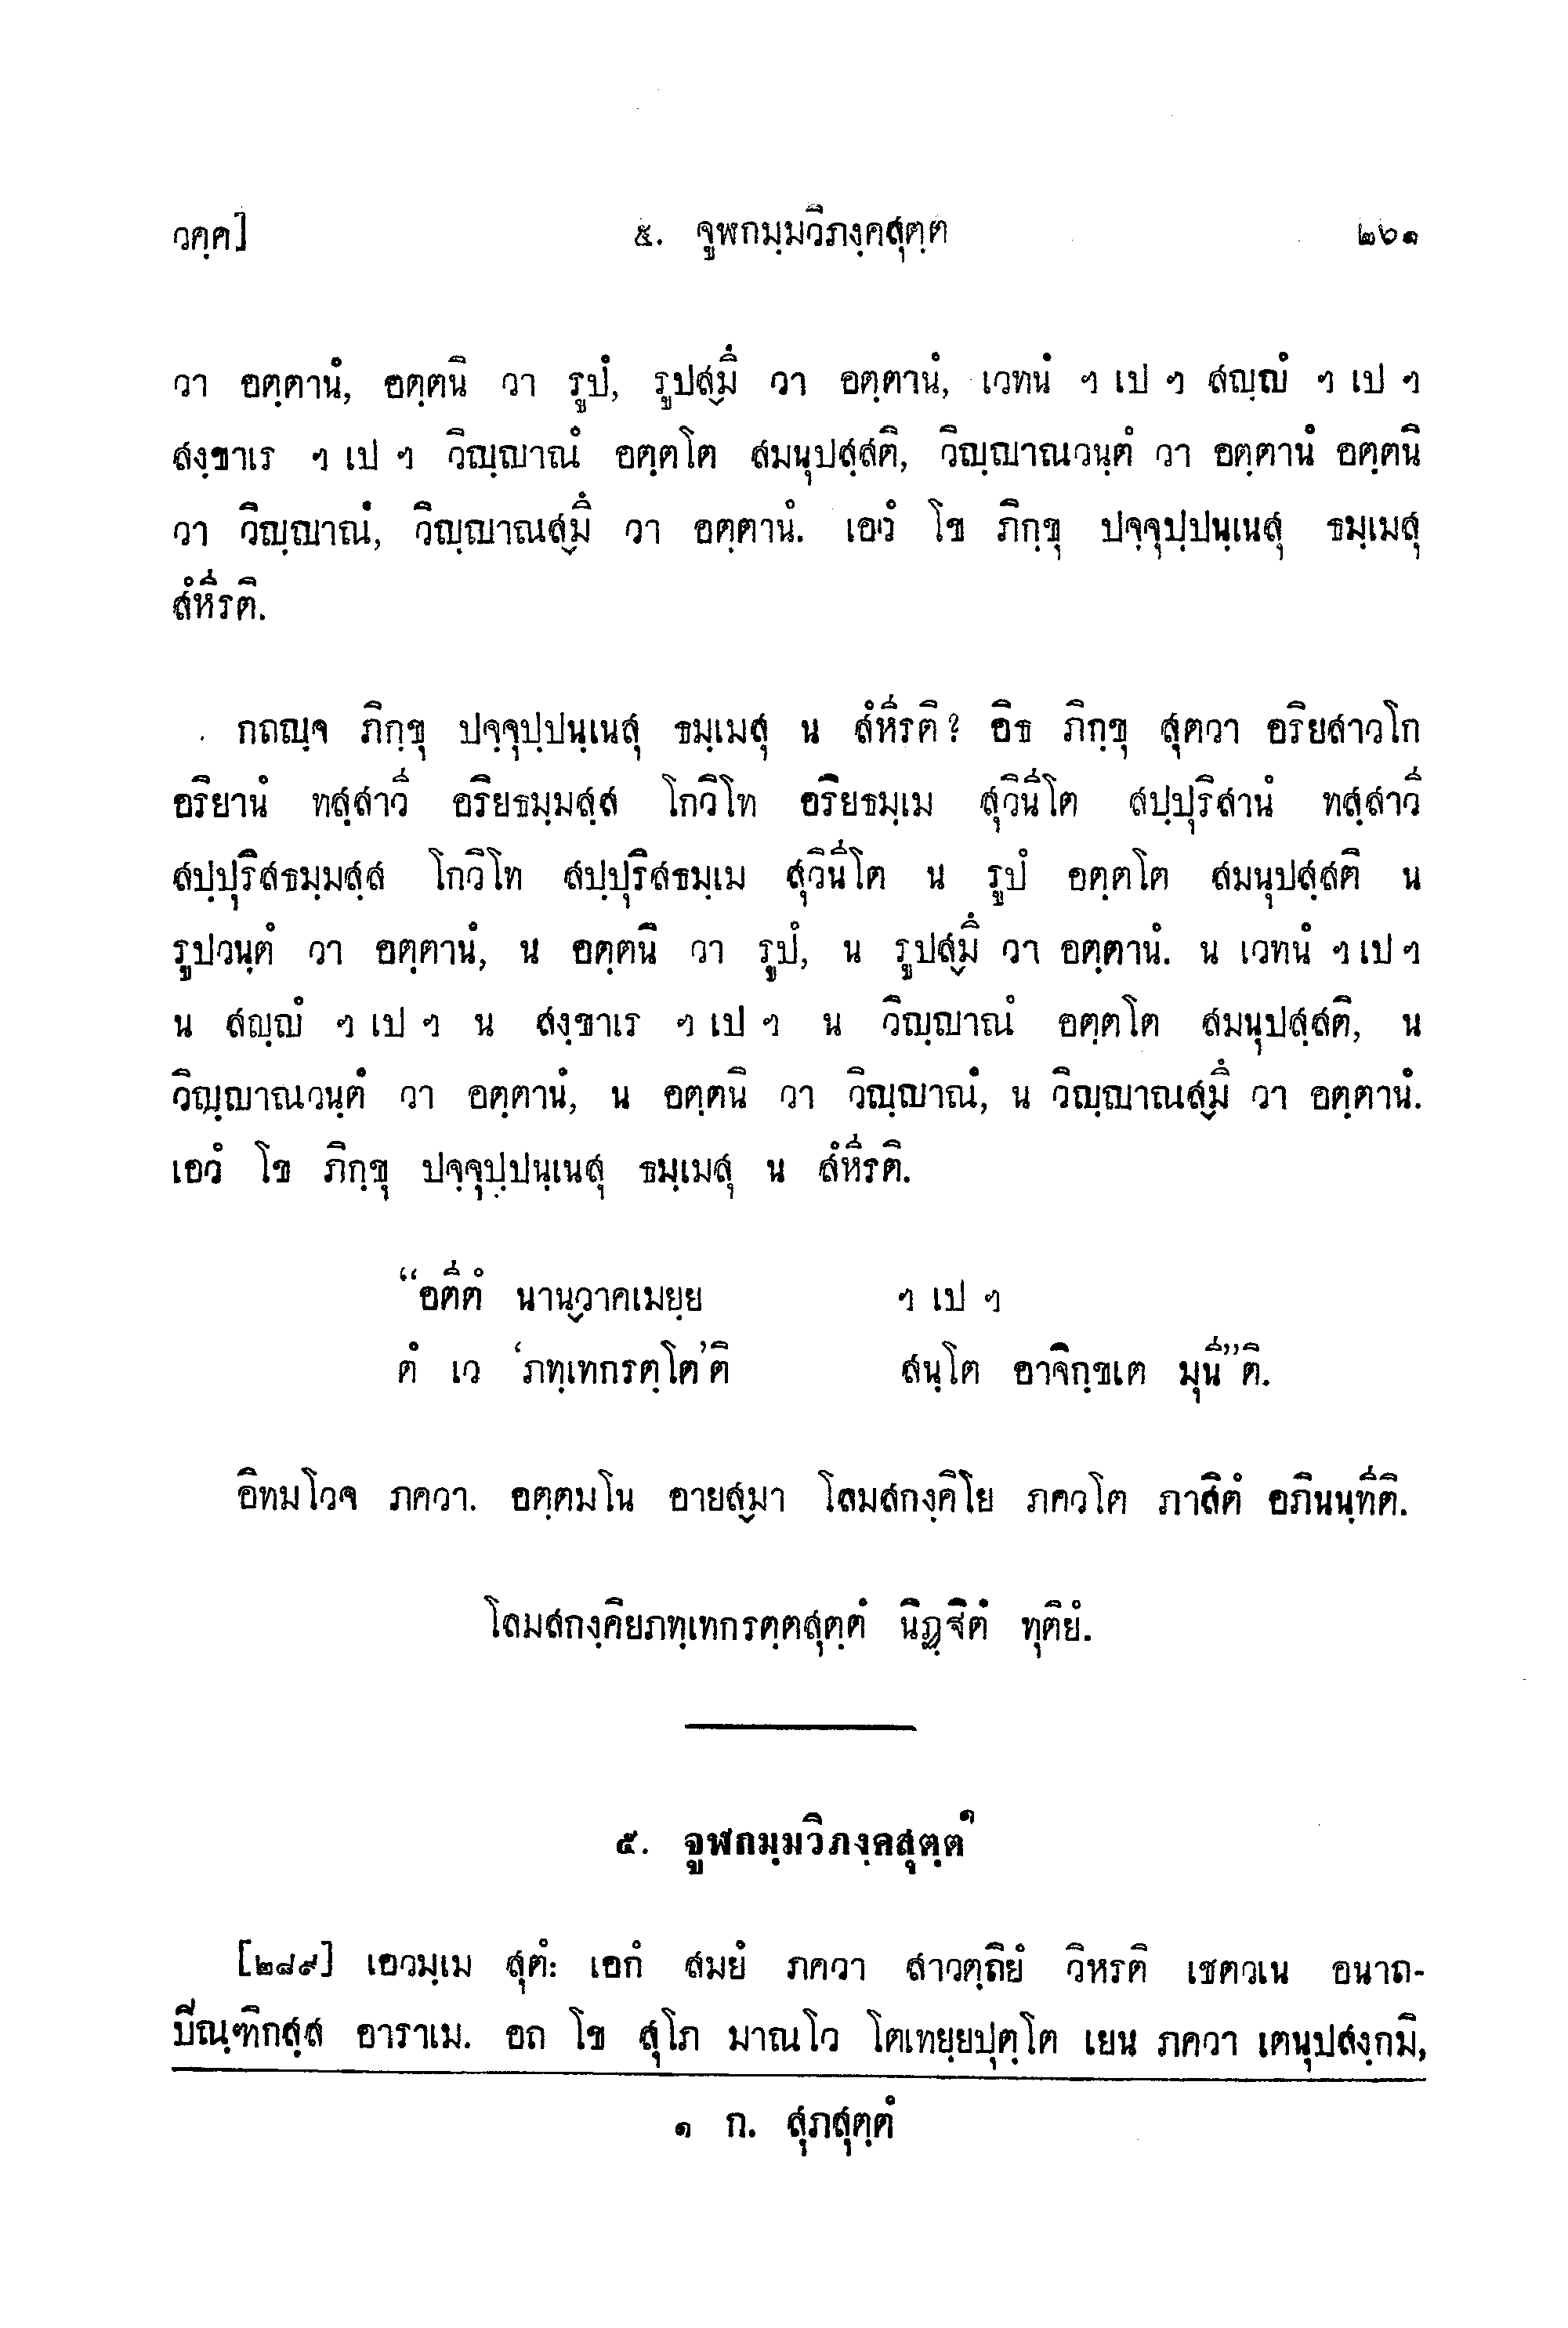 วคฺค]	๕. จูฬกมฺมวิภงฺคสุตฺต	๒๖๑
วา อตฺตานํ, อตฺตนิ วา รูปํ, รูปสฺมึ วา อตฺตานํ, เวทนํ ฯ เป ฯ สญฺญํ ฯ เป ฯ
สงฺขาเร ฯ เป ฯ วิญฺญาณํ อตฺตโต สมนุปสฺสติ, วิญฺญาณวนฺตํ วา อตฺตานํ อตฺตนิ
วา วิญฺญาณํ, วิญฺญาณสฺมึ วา อตฺตานํ. เอวํ โข ภิกฺขุ ปจฺจุปฺปนฺเนสุ ธมฺเมสุ
สํหีรติ.
กถญฺจ ภิกฺขุ ปจฺจุปฺปนฺเนสุ ธมฺเมสุ น สํหีรติ? อิธ ภิกฺขุ สุตวา อริยสาวโก
อริยานํ ทสฺสาวี อริยธมฺมสฺส โกวิโท อริยธมฺเม สุวินีโต สปฺปุริสานํ ทสฺสาวี
สปฺปุริสธมฺมสฺส โกวิโท สปฺปุริสธมฺเม สุวินีโต น รูปํ อตฺตโต สมนุปสฺสติ น
รูปวนฺตํ วา อตฺตานํ, น อตฺตนิ วา รูปํ, น รูปสฺมึ วา อตฺตานํ. น เวทนํ ฯ เป ฯ
น สญฺญํ ฯ เป ฯ น สงฺขาเร ฯ เป ฯ น วิญฺญาณํ อตฺตโต สมนุปสฺสติ, น
วิญฺญาณวนฺตํ วา อตฺตานํ, น อตฺตนิ วา วิญฺญาณํ, น วิญฺญาณสฺมึ วา อตฺตานํ.
เอวํ โข ภิกฺขุ ปจฺจุปฺปนฺเนสุ ธมฺเมสุ น สํหีรติ.
“อตีตํ นานฺวาคเมยฺย	ฯ เป ฯ
ตํ เว ‘ภทฺเทกรตฺโต’ติ	สนฺโต อาจิกฺขเต มุนี”ติ.
อิทมโวจ ภควา. อตฺตมโน อายสฺมา โลมสกงฺคิโย ภควโต ภาสิตํ อภินนฺทีติ.
โลมสกงฺคิยภทฺเทกรตฺตสุตฺตํ นิฏฺฐิตํ ทุติยํ.
๕. จูฬกมฺมวิภงฺคสุตฺต๑
[๒๘๙] เอวมฺเม สุตํ: เอกํ สมยํ ภควา สาวตฺถิยํ วิหรติ เชตวเน อนาถ-
ปิณฺฑิกสฺส อาราเม. อถ โข สุโภ มาณโว โตเทยฺยปุตฺโต เยน ภควา เตนุปสงฺกมิ,
๑ ก. สุภสุตฺตํ